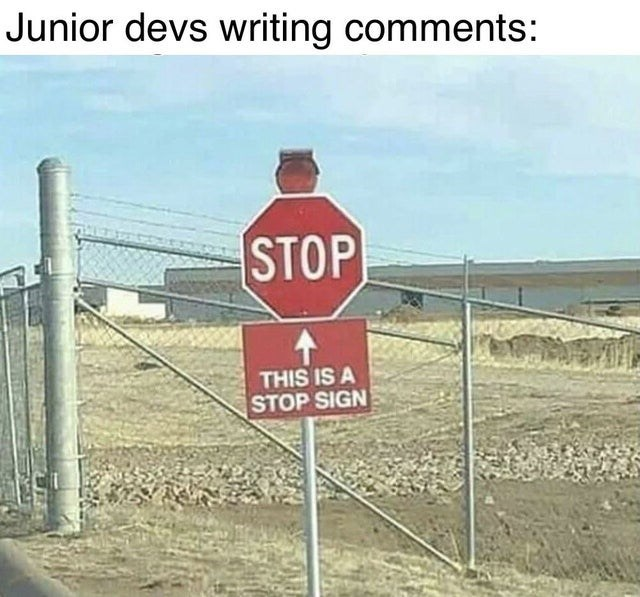 Junior devs writing comments:
STOP
THIS IS A
STOP SIGN